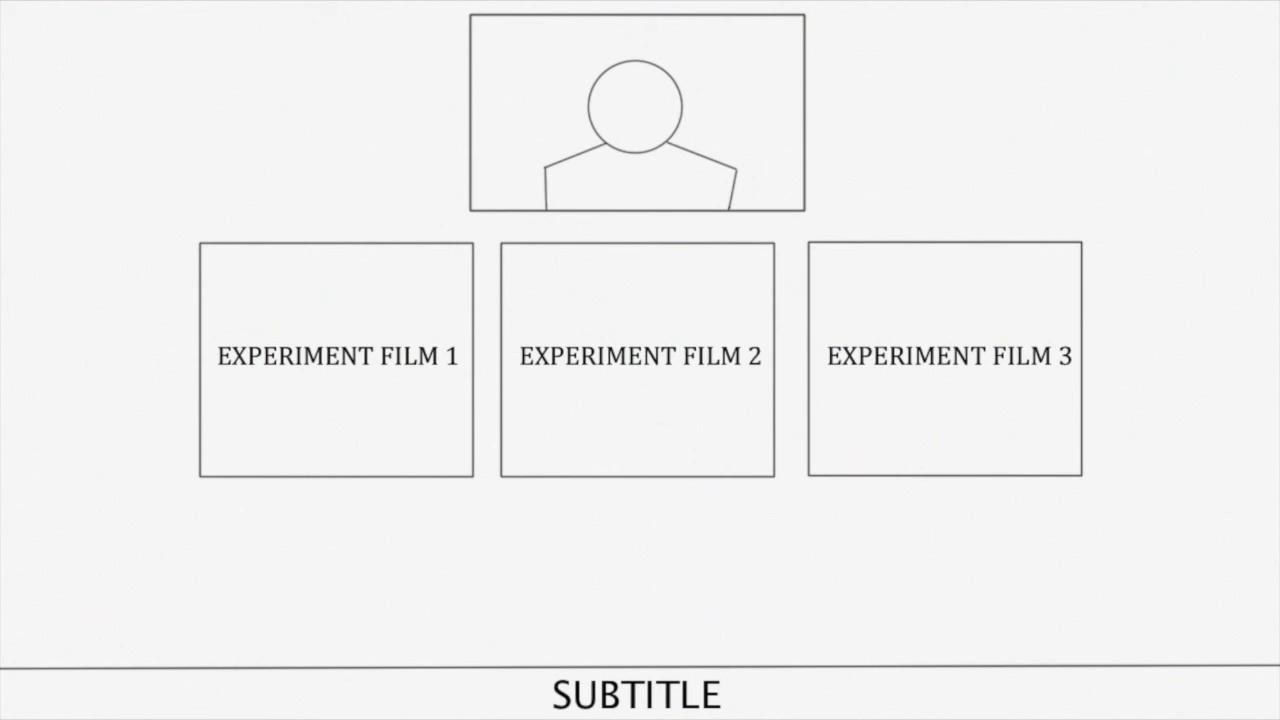 EXPERIMENT FILM 1
EXPERIMENT FILM 2
EXPERIMENT FILM 3
SUBTITLE